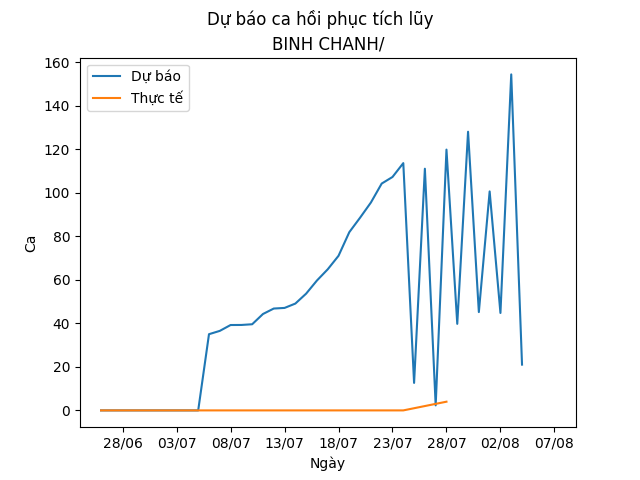 Dự báo ca hồi phục tích lũy
BINH CHANH/
Dự báo
Thực tế
160
140
120
100
80
60
40
20
0
Ca
28/06 03/07 08/07 13/07 18/07 23/07 28/07 02/08 07/08
Ngày